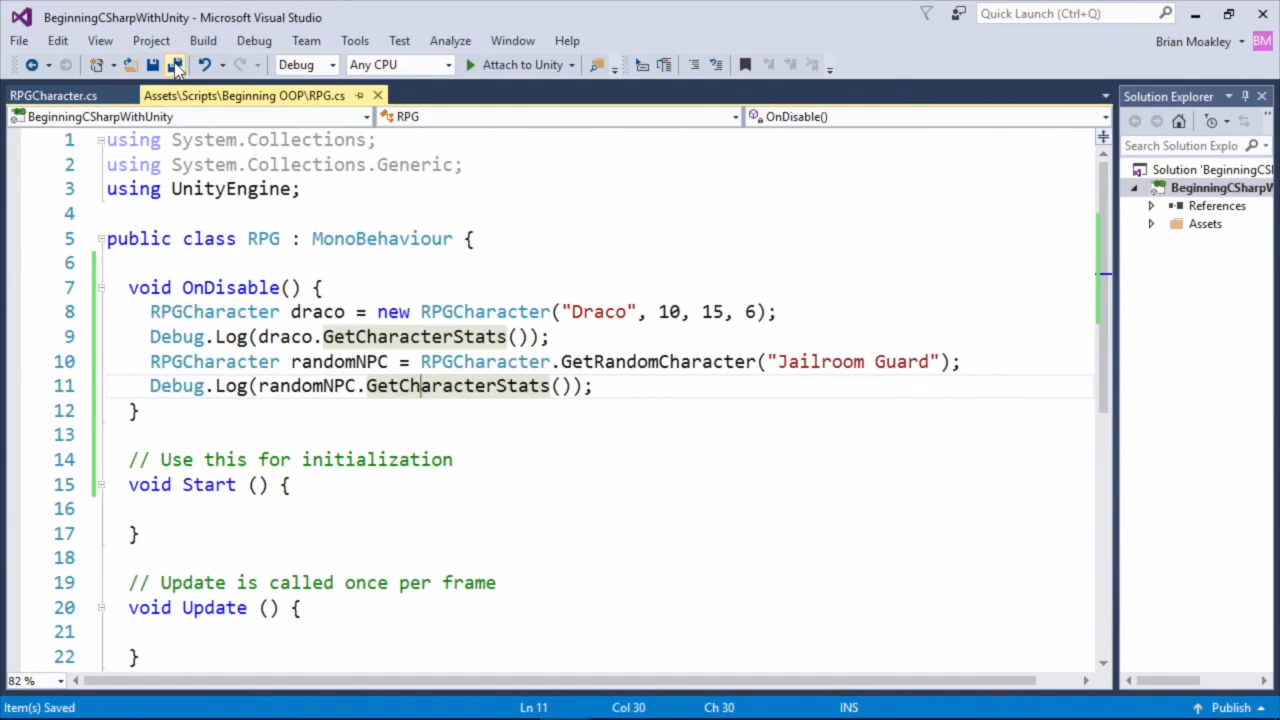 BeginningCSharpWithUnity - Microsoft Visual Studio
Quick Launch (Ctrl+Q)
File Edit View Project Build Debug Team Tools Test Analyze Window Help
Brian Moakley BM
Debug Any CPU Attach to Unity
RPGCharacter.cs Assets\Scripts\Beginning OOP\RPG.cs
BeginningCSharpWithUnity RPG OnDisable()
1 using System.Collections;
2 using System.Collections.Generic;
3 using UnityEngine;
4
5 public class RPG : MonoBehaviour {
6
7 void OnDisable() {
8 RPGCharacter draco = new RPGCharacter("Draco", 10, 15, 6);
9 Debug.Log(draco.GetCharacterStats());
10 RPGCharacter randomNPC = RPGCharacter.GetRandomCharacter("Jailroom Guard");
11 Debug.Log(randomNPC.GetCharacterStats());
12 }
13
14 // Use this for initialization
15 void Start () {
16
17 }
18
19 // Update is called once per frame
20 void Update () {
21
22 }
82 %
Solution Explorer
Search Solution Explo
Solution 'BeginningCS
BeginningCSharpW
References
Assets
Item(s) Saved Ln 11 Col 30 Ch 30 INS Publish